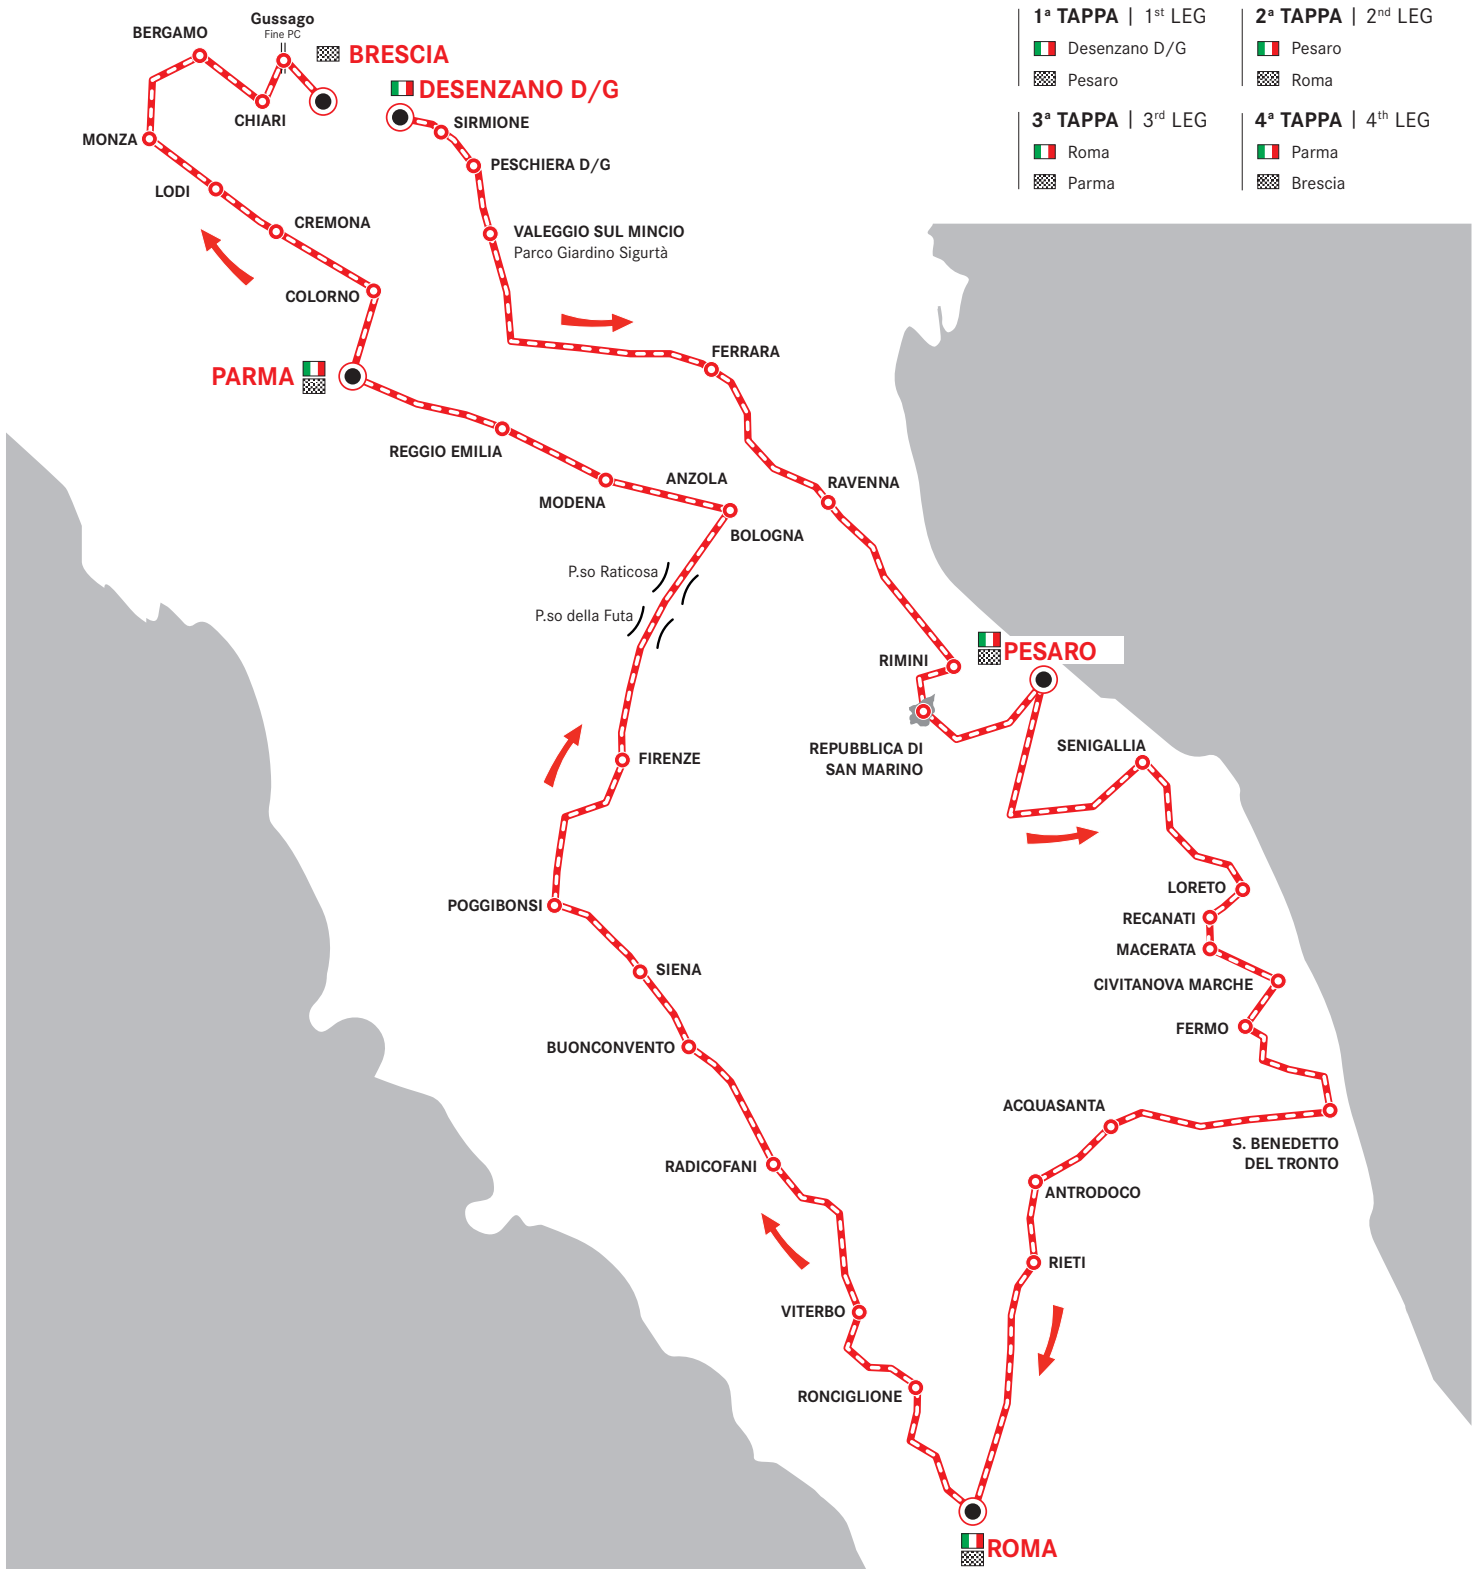 1ª TAPPA | 1st LEG
Desenzano D/G
Pesaro
2ª TAPPA | 2nd LEG
Pesaro
Roma
3ª TAPPA | 3rd LEG
Roma
Parma
4ª TAPPA | 4th LEG
Parma
Brescia
Gussago
Fine PC
BERGAMO
BRESCIA
DESENZANO D/G
CHIARI
SIRMIONE
MONZA
PESCHIERA D/G
LODI
CREMONA
VALEGGIO SUL MINCIO
Parco Giardino Sigurtà
COLORNO
FERRARA
PARMA
REGGIO EMILIA
ANZOLA
RAVENNA
MODENA
BOLOGNA
P.so Raticosa
P.so della Futa
PESARO
RIMINI
REPUBBLICA DI
SAN MARINO
SENIGALLIA
FIRENZE
LORETO
POGGIBONSI
RECANATI
MACERATA
SIENA
CIVITANOVA MARCHE
FERMO
BUONCONVENTO
ACQUASANTA
S. BENEDETTO
DEL TRONTO
RADICOFANI
ANTRODOCO
RIETI
VITERBO
RONCIGLIONE
ROMA